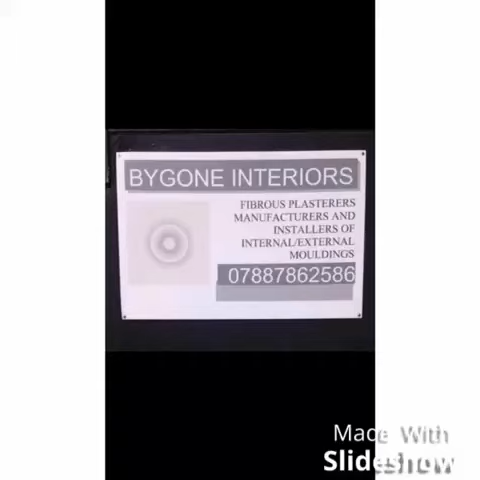 BYGONE INTERIORS
FIBROUS PLASTERERS
MANUFACTURERS AND
INSTALLERS OF
INTERNAL/EXTERNAL
MOULDINGS
07887862586
Made With
Slideshow